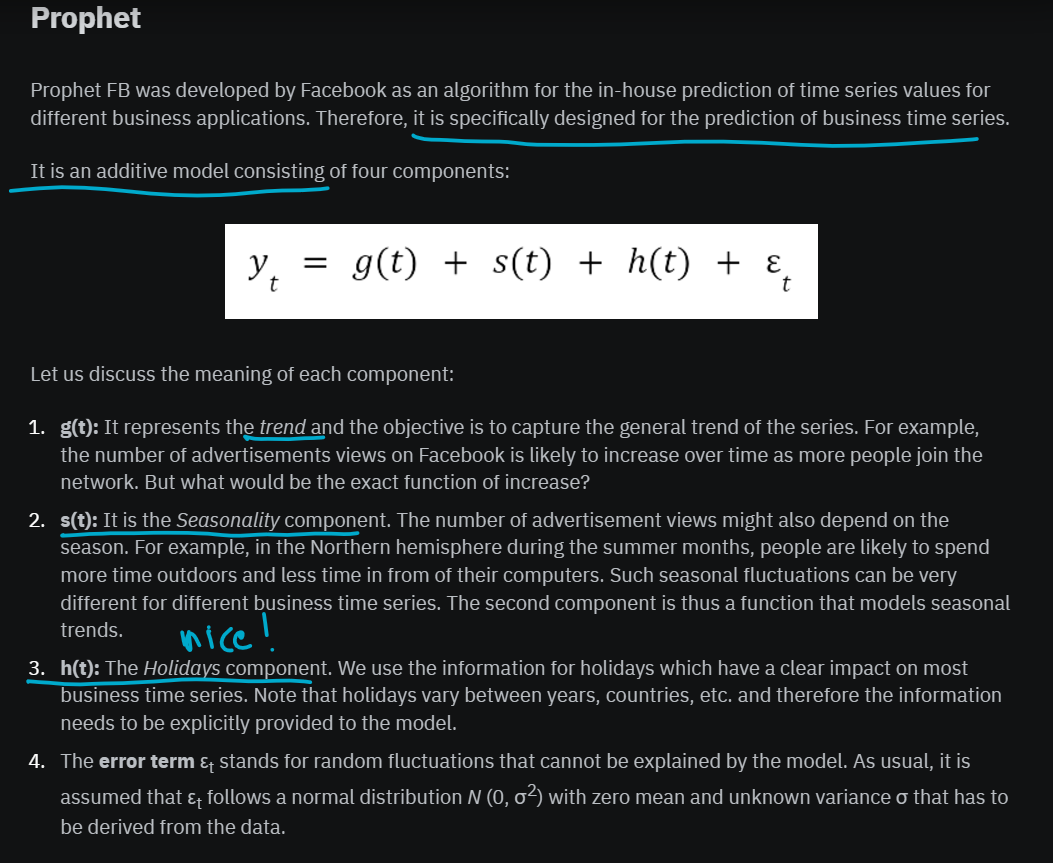 Prophet
Prophet FB was developed by Facebook as an algorithm for the in-house prediction of time series values for
different business applications. Therefore, it is specifically designed for the prediction of business time series.
It is an additive model consisting of four components:
y_t = g(t) + s(t) + h(t) + ε_t
Let us discuss the meaning of each component:
1. g(t): It represents the trend and the objective is to capture the general trend of the series. For example,
the number of advertisements views on Facebook is likely to increase over time as more people join the
network. But what would be the exact function of increase?
2. s(t): It is the Seasonality component. The number of advertisement views might also depend on the
season. For example, in the Northern hemisphere during the summer months, people are likely to spend
more time outdoors and less time in from of their computers. Such seasonal fluctuations can be very
different for different business time series. The second component is thus a function that models seasonal
trends.
nice!
3. h(t): The Holidays component. We use the information for holidays which have a clear impact on most
business time series. Note that holidays vary between years, countries, etc. and therefore the information
needs to be explicitly provided to the model.
4. The error term ε_t stands for random fluctuations that cannot be explained by the model. As usual, it is
assumed that ε_t follows a normal distribution N (0, σ²) with zero mean and unknown variance σ that has to
be derived from the data.